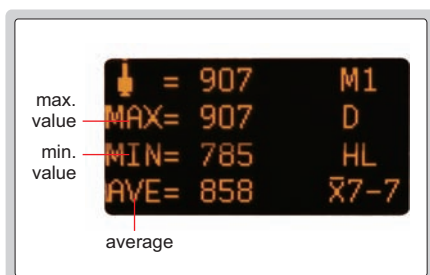 = 907 M1
max. value
MAX= 907 D
min. value
MIN= 785 HL
AVE= 858 X̄7-7
average